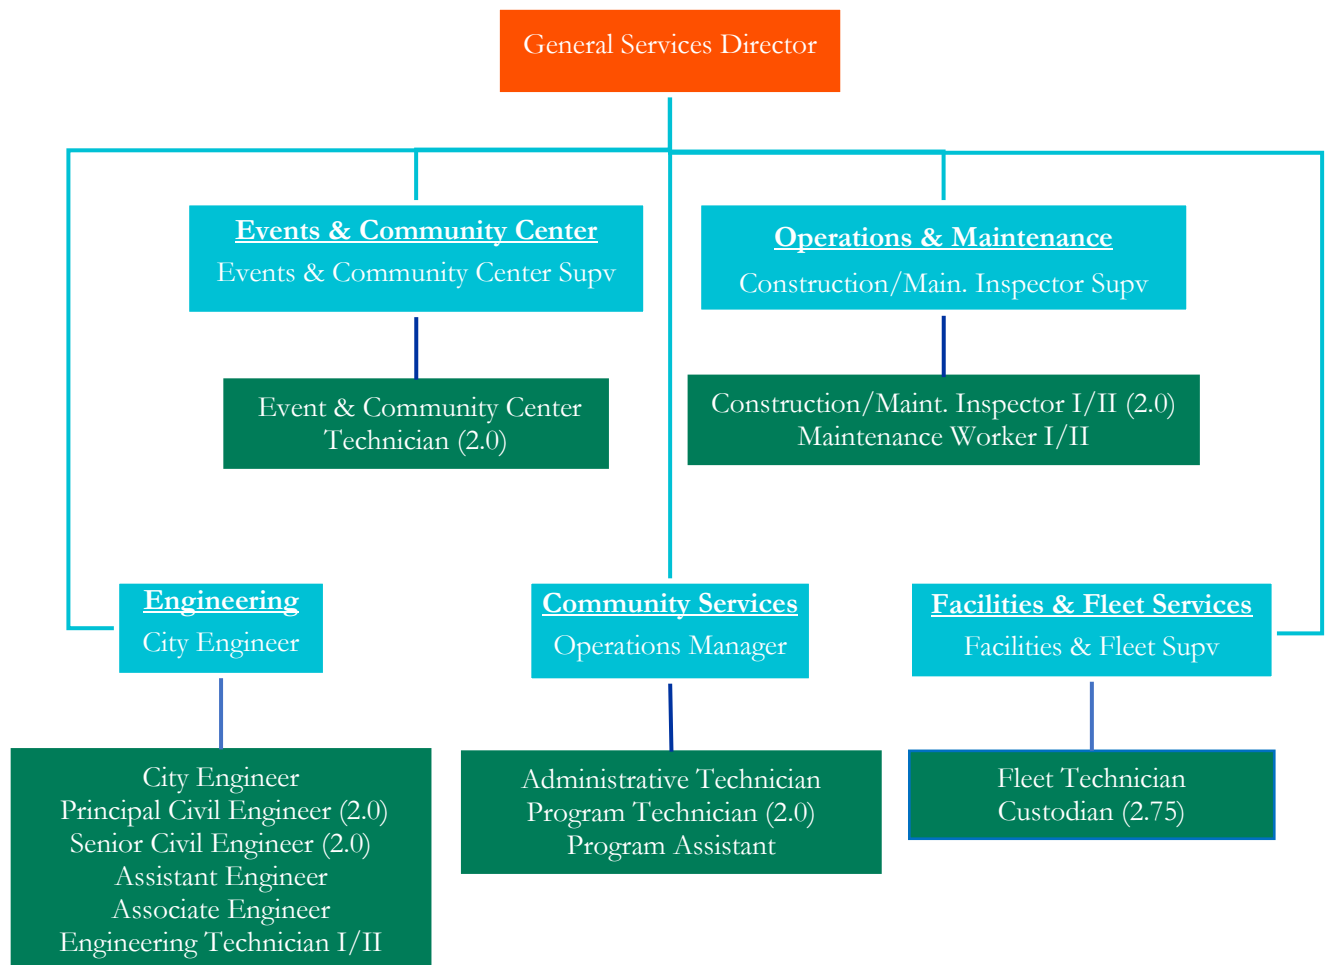 General Services Director
Events & Community Center
Events & Community Center Supv
Operations & Maintenance
Construction/Main. Inspector Supv
Event & Community Center
Technician (2.0)
Construction/Maint. Inspector I/II (2.0)
Maintenance Worker I/II
Engineering
City Engineer
Community Services
Operations Manager
Facilities & Fleet Services
Facilities & Fleet Supv
City Engineer
Principal Civil Engineer (2.0)
Senior Civil Engineer (2.0)
Assistant Engineer
Associate Engineer
Engineering Technician I/II
Administrative Technician
Program Technician (2.0)
Program Assistant
Fleet Technician
Custodian (2.75)